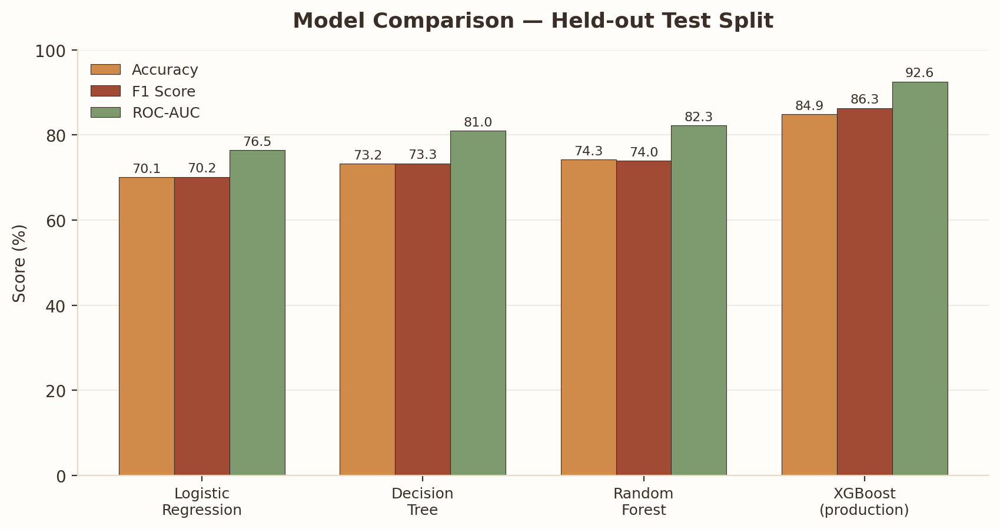 Model Comparison — Held-out Test Split
Score (%)
100
80
60
40
20
0
Accuracy
F1 Score
ROC-AUC
70.1
70.2
76.5
73.2
73.3
81.0
74.3
74.0
82.3
84.9
86.3
92.6
Logistic
Regression
Decision
Tree
Random
Forest
XGBoost
(production)